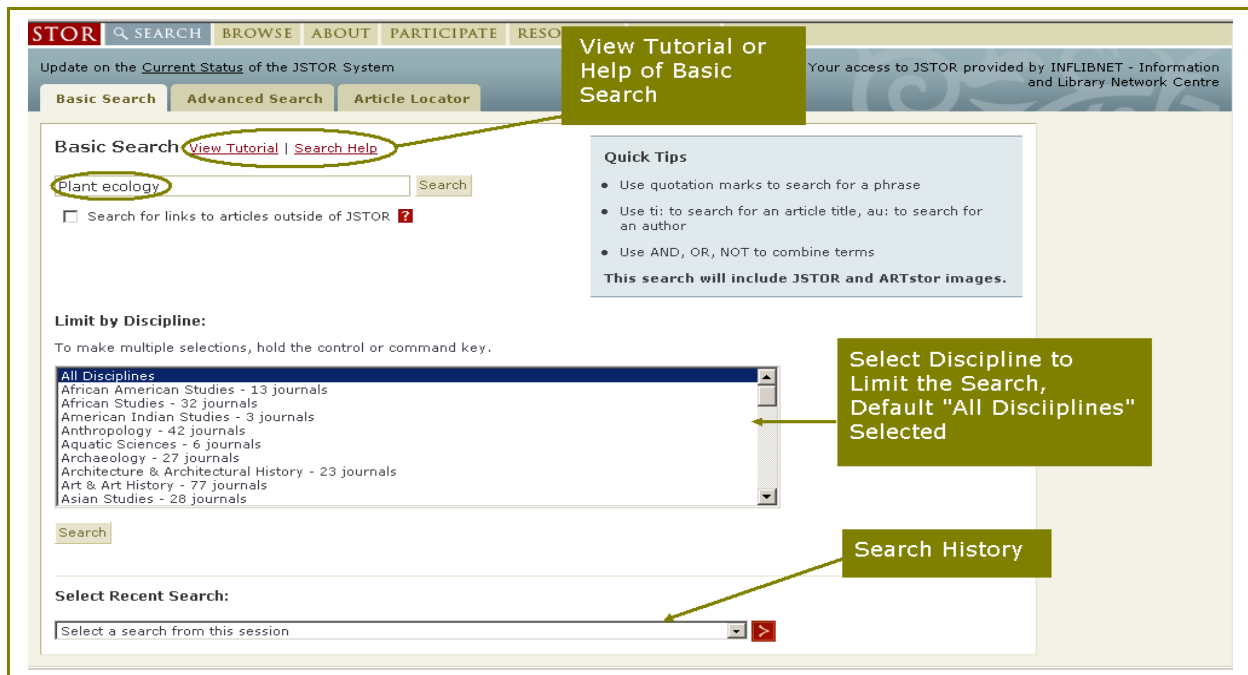 STOR SEARCH BROWSE ABOUT PARTICIPATE RESO
View Tutorial or
Help of Basic
Search
Update on the Current Status of the JSTOR System
Your access to JSTOR provided by INFLIBNET - Information
and Library Network Centre
Basic Search Advanced Search Article Locator
Basic Search View Tutorial | Search Help
Plant ecology Search
Search for links to articles outside of JSTOR ?
Quick Tips
• Use quotation marks to search for a phrase
• Use ti: to search for an article title, au: to search for
an author
• Use AND, OR, NOT to combine terms
This search will include JSTOR and ARTstor images.
Limit by Discipline:
To make multiple selections, hold the control or command key.
All Disciplines
African American Studies - 13 journals
African Studies - 32 journals
American Indian Studies - 3 journals
Anthropology - 42 journals
Aquatic Sciences - 6 journals
Archaeology - 27 journals
Architecture & Architectural History - 23 journals
Art & Art History - 77 journals
Asian Studies - 28 journals
Select Discipline to
Limit the Search,
Default "All Disciiplines"
Selected
Search
Search History
Select Recent Search:
Select a search from this session >